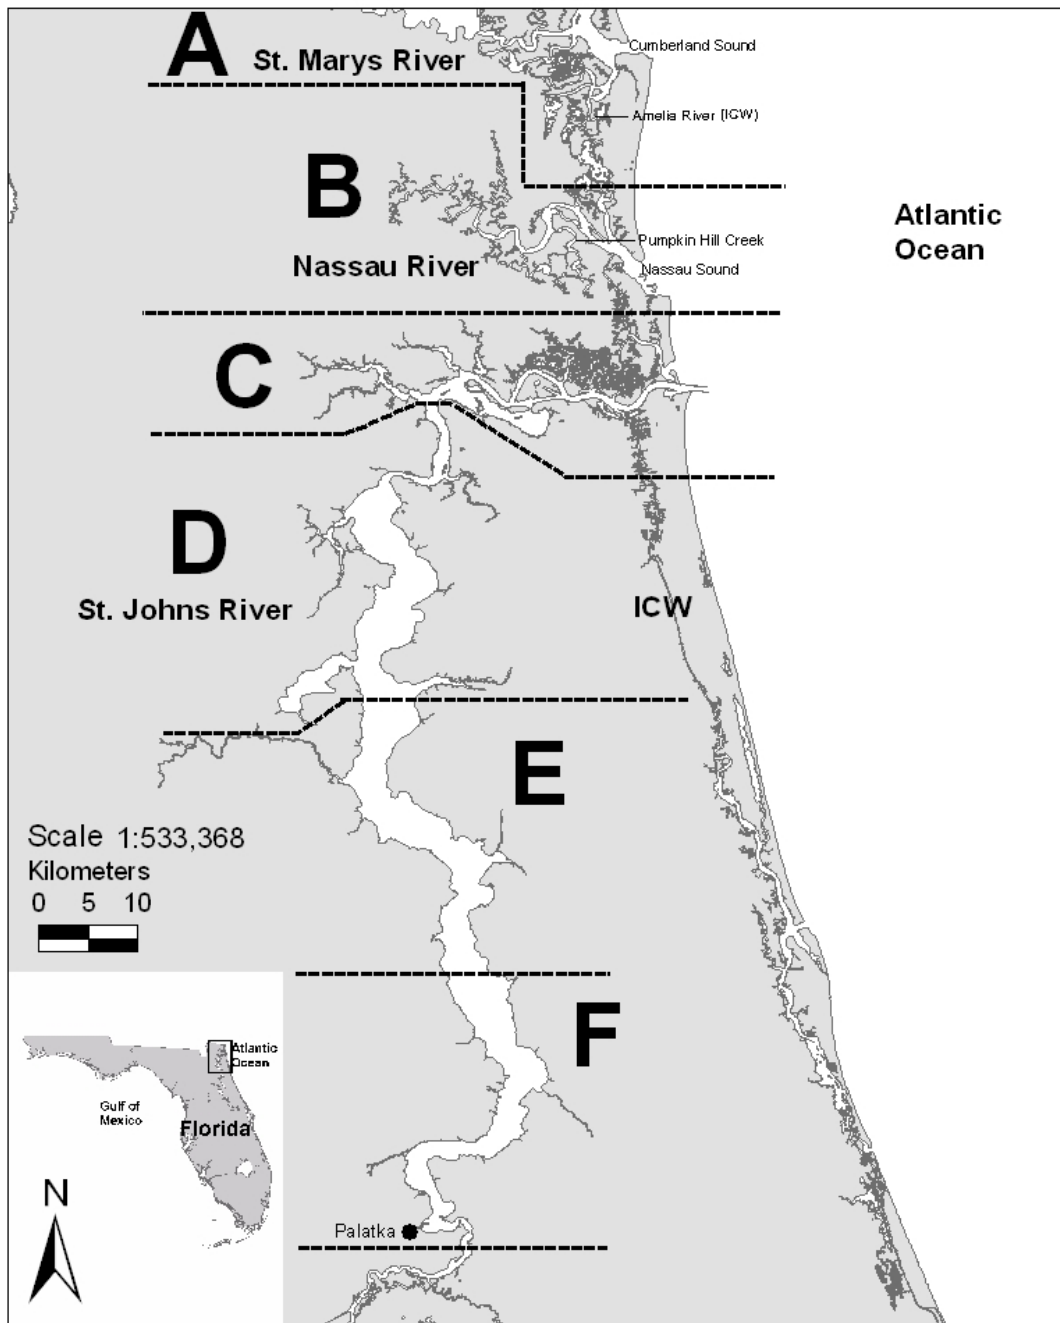 A
St. Marys River
Cumberland Sound
Amelia River (ICW)
B
Nassau River
Pumpkin Hill Creek
Nassau Sound
Atlantic
Ocean
C
D
St. Johns River
ICW
E
Scale 1:533,368
Kilometers
0 5 10
F
Atlantic
Ocean
Gulf of
Mexico
Florida
N
Palatka